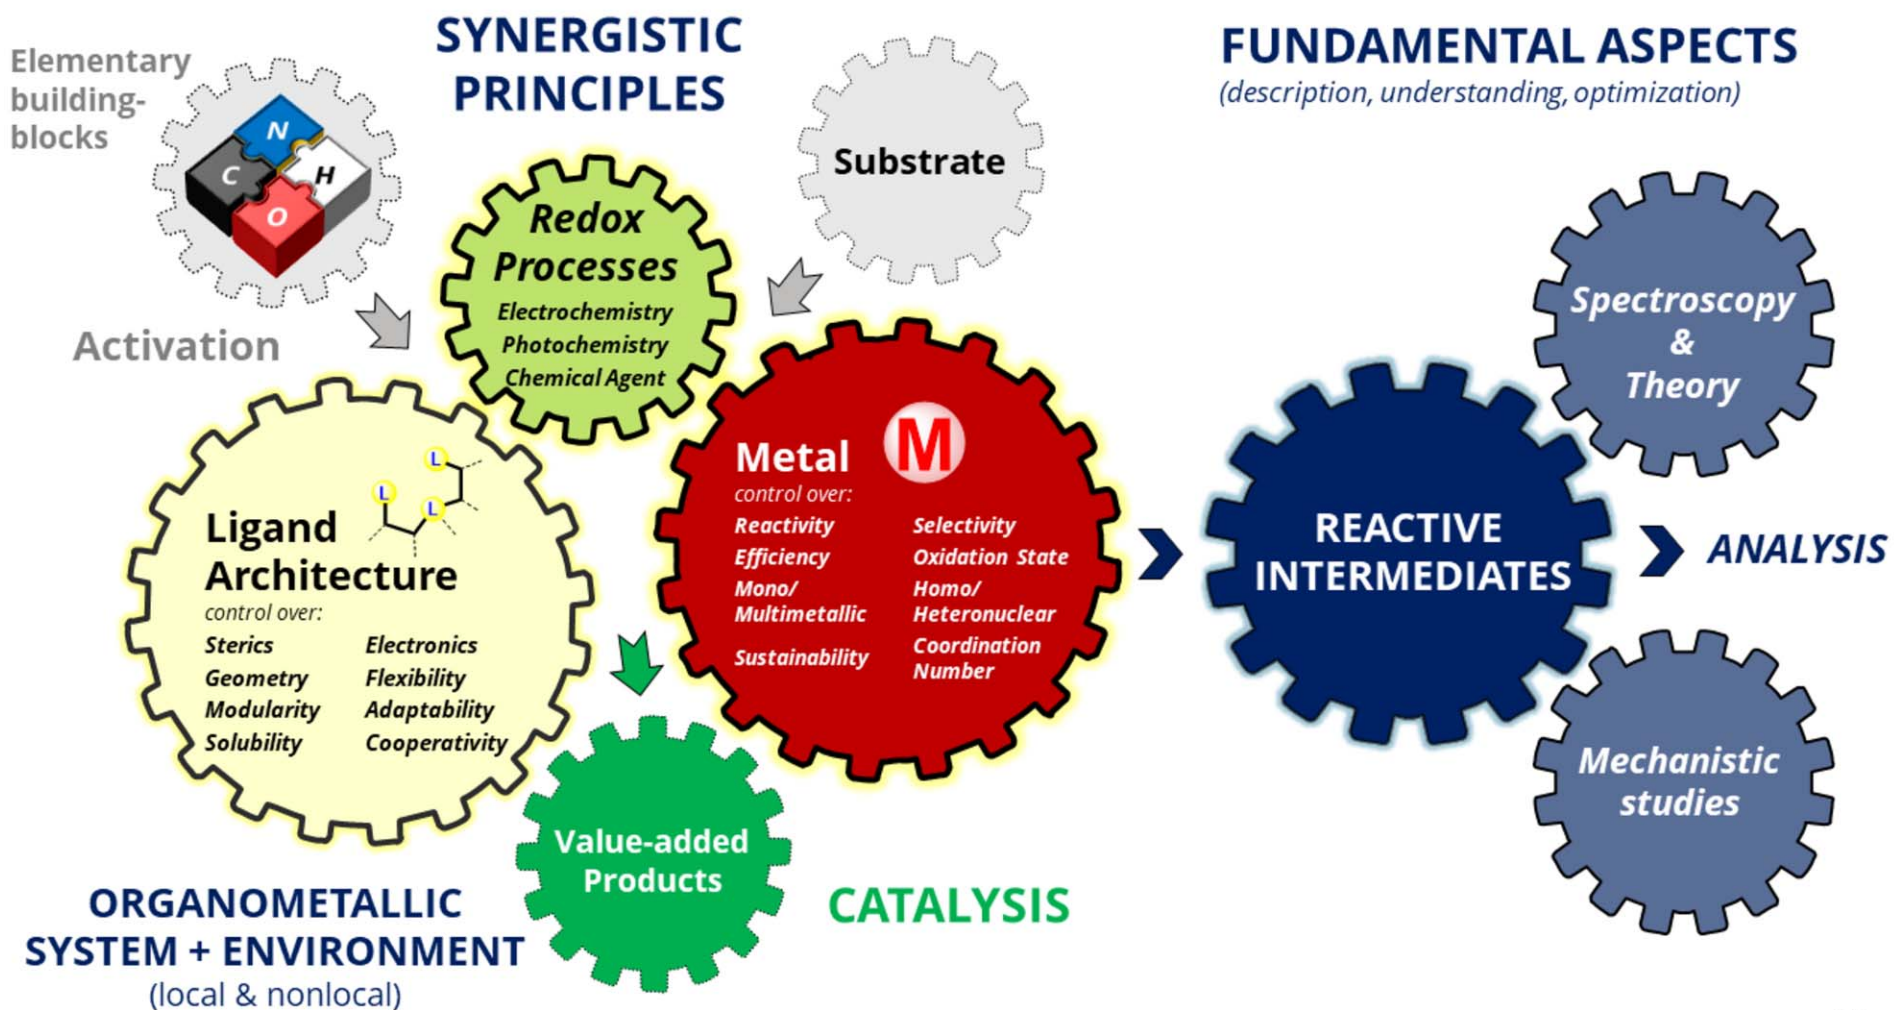 Elementary
building-
blocks
N
C
H
O
Activation
SYNERGISTIC
PRINCIPLES
Redox
Processes
Electrochemistry
Photochemistry
Chemical Agent
Substrate
L
L
L
Ligand
Architecture
control over:
Sterics Electronics
Geometry Flexibility
Modularity Adaptability
Solubility Cooperativity
Metal M
control over:
Reactivity Selectivity
Efficiency Oxidation State
Mono/ Homo/
Multimetallic Heteronuclear
Sustainability Coordination
Number
Value-added
Products
CATALYSIS
ORGANOMETALLIC
SYSTEM + ENVIRONMENT
(local & nonlocal)
FUNDAMENTAL ASPECTS
(description, understanding, optimization)
Spectroscopy
&
Theory
REACTIVE
INTERMEDIATES
ANALYSIS
Mechanistic
studies